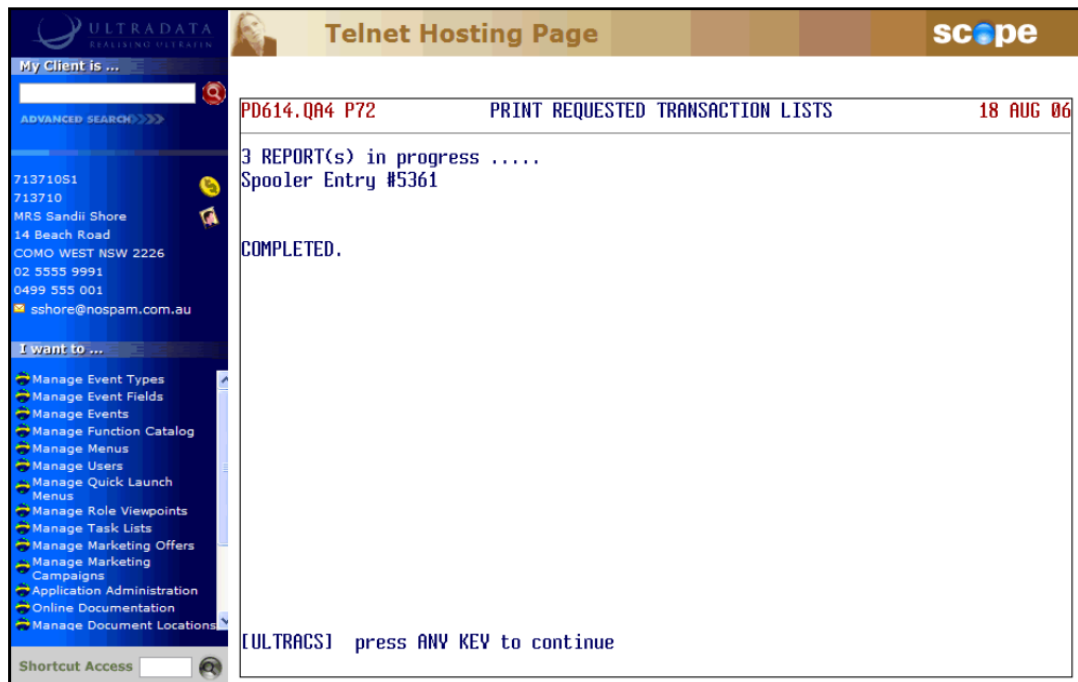 ULTRADATA
REALISING ULTRAFIN
Telnet Hosting Page
scope
My Client is ...
ADVANCED SEARCH
713710S1
713710
MRS Sandii Shore
14 Beach Road
COMO WEST NSW 2226
02 5555 9991
0499 555 001
sshore@nospam.com.au
I want to ...
Manage Event Types
Manage Event Fields
Manage Events
Manage Function Catalog
Manage Menus
Manage Users
Manage Quick Launch
Menus
Manage Role Viewpoints
Manage Task Lists
Manage Marketing Offers
Manage Marketing
Campaigns
Application Administration
Online Documentation
Manage Document Locations
Shortcut Access
PD614.QA4 P72 PRINT REQUESTED TRANSACTION LISTS 18 AUG 06
3 REPORT(s) in progress .....
Spooler Entry #5361
COMPLETED.
[ULTRACS] press ANY KEY to continue